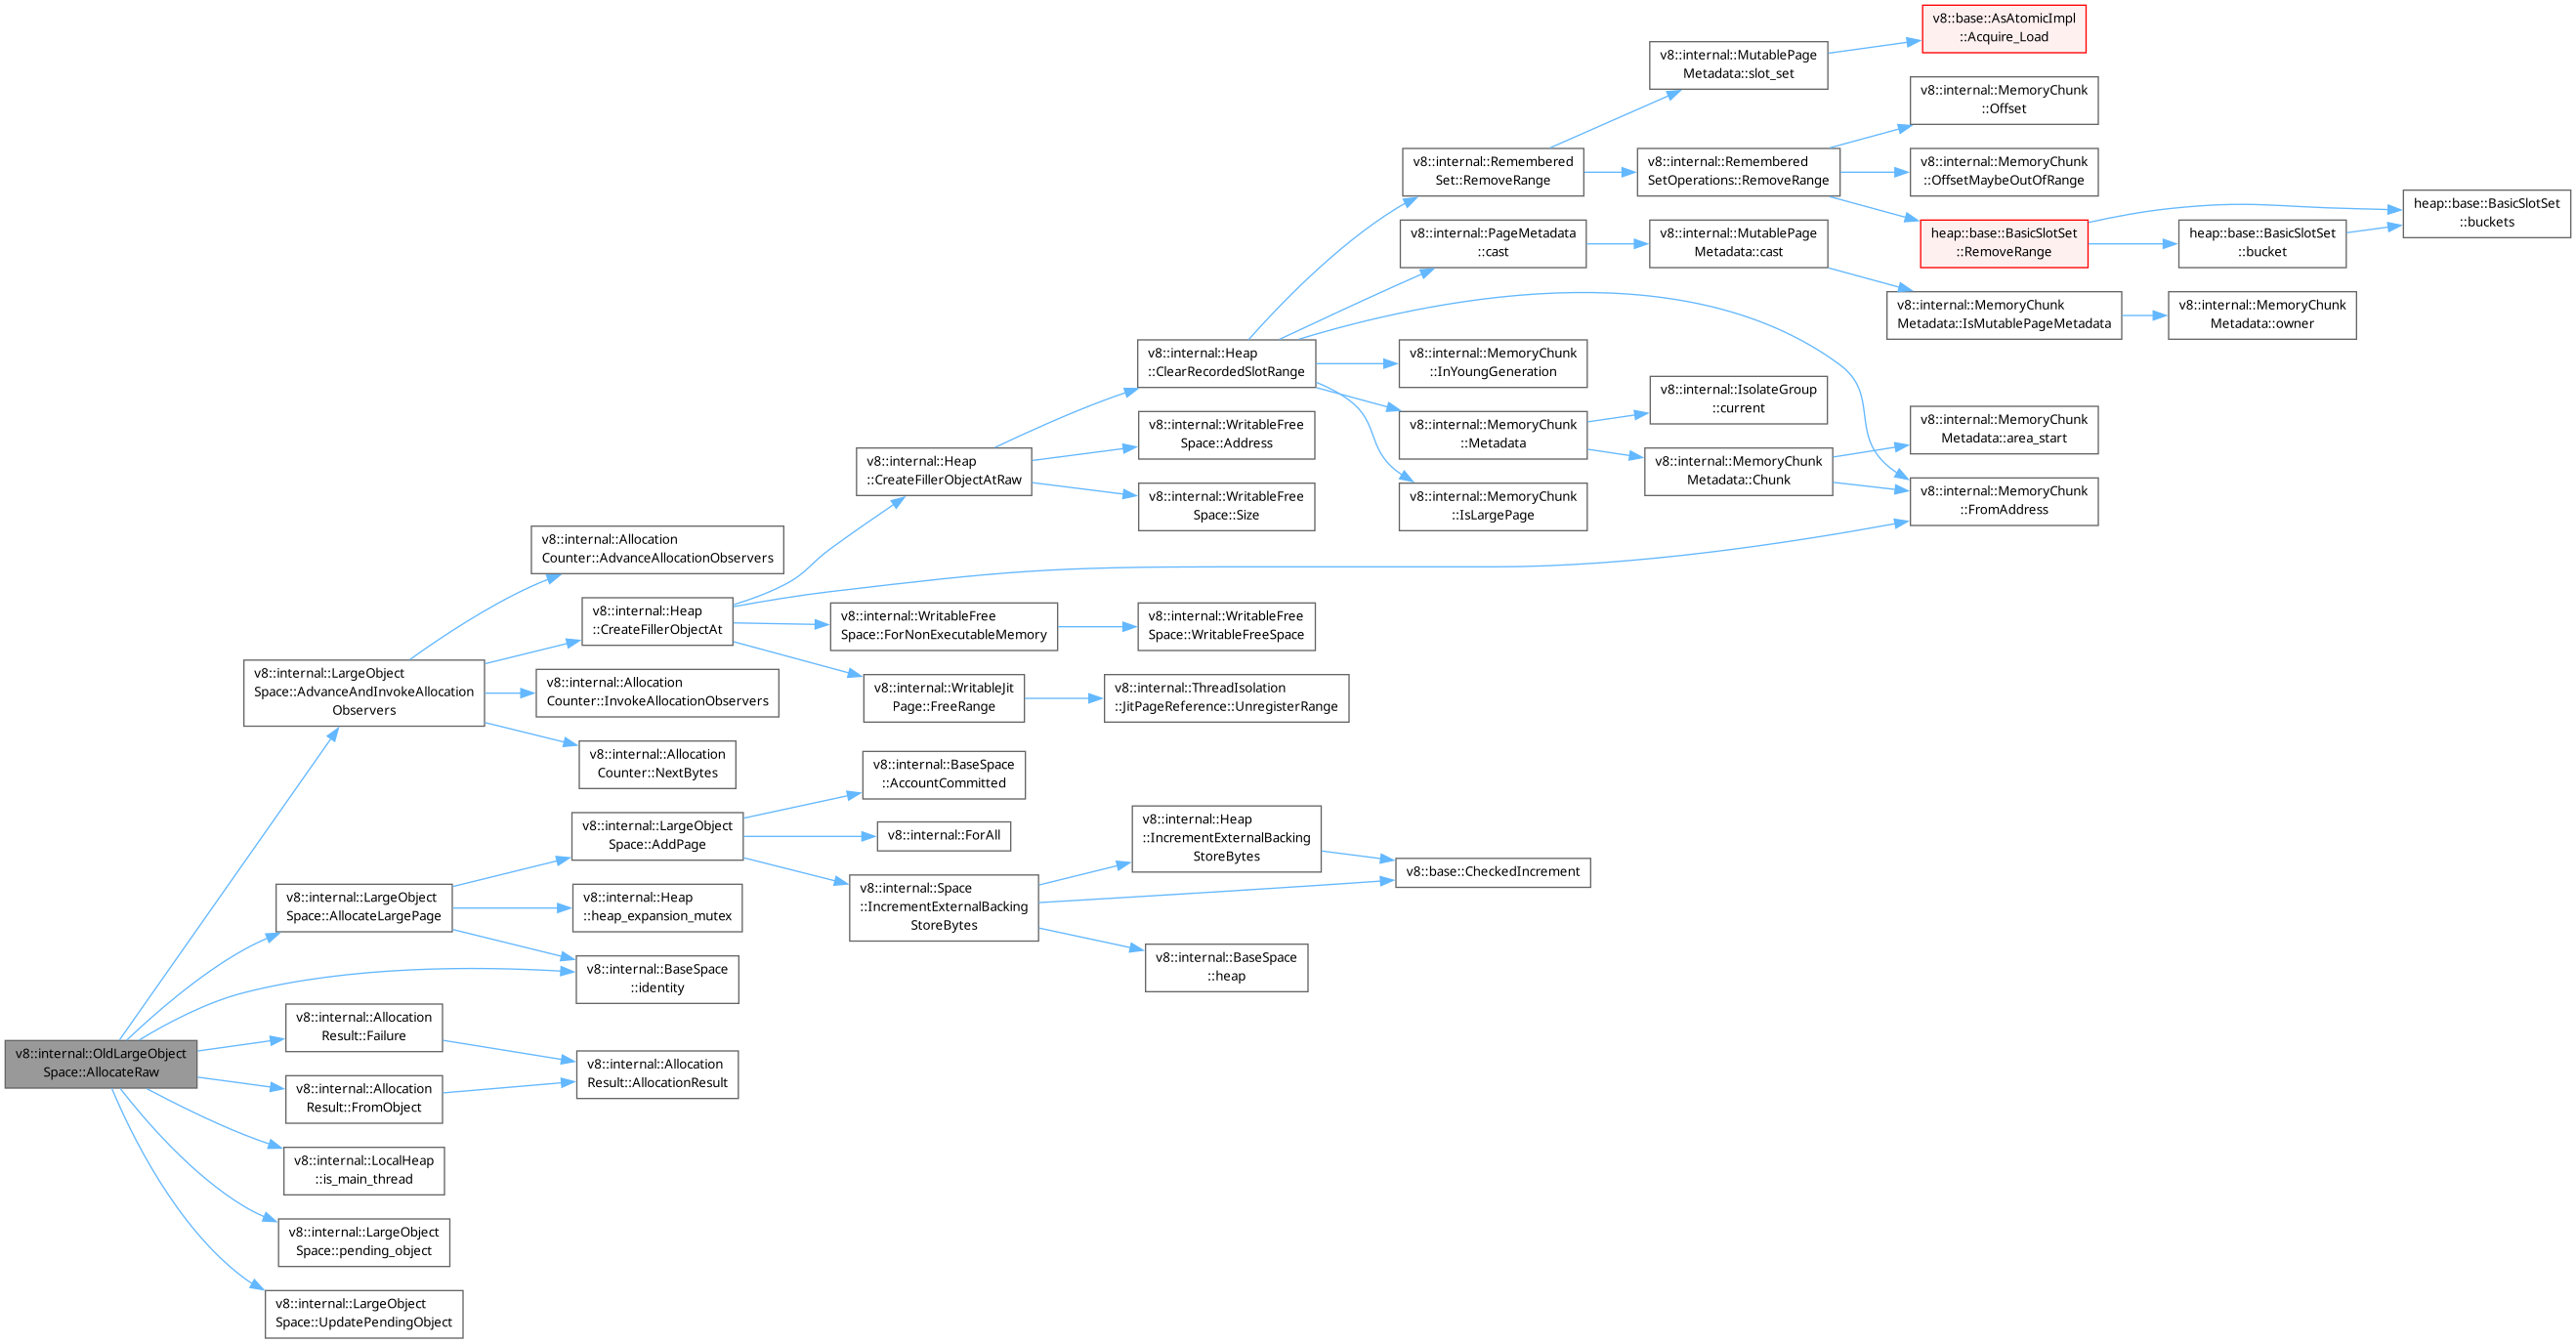 v8::internal::OldLargeObject
Space::AllocateRaw
v8::internal::LargeObject
Space::AdvanceAndInvokeAllocation
Observers
v8::internal::Allocation
Counter::AdvanceAllocationObservers
v8::internal::Heap
::CreateFillerObjectAt
v8::internal::Heap
::CreateFillerObjectAtRaw
v8::internal::Heap
::ClearRecordedSlotRange
v8::internal::Remembered
Set::RemoveRange
v8::internal::MutablePage
Metadata::slot_set
v8::base::AsAtomicImpl
::Acquire_Load
v8::internal::Remembered
SetOperations::RemoveRange
v8::internal::MemoryChunk
::Offset
v8::internal::MemoryChunk
::OffsetMaybeOutOfRange
heap::base::BasicSlotSet
::RemoveRange
heap::base::BasicSlotSet
::bucket
heap::base::BasicSlotSet
::buckets
v8::internal::PageMetadata
::cast
v8::internal::MutablePage
Metadata::cast
v8::internal::MemoryChunk
Metadata::IsMutablePageMetadata
v8::internal::MemoryChunk
Metadata::owner
v8::internal::MemoryChunk
::InYoungGeneration
v8::internal::MemoryChunk
::Metadata
v8::internal::IsolateGroup
::current
v8::internal::MemoryChunk
Metadata::Chunk
v8::internal::MemoryChunk
Metadata::area_start
v8::internal::MemoryChunk
::FromAddress
v8::internal::MemoryChunk
::IsLargePage
v8::internal::WritableFree
Space::Address
v8::internal::WritableFree
Space::Size
v8::internal::WritableFree
Space::ForNonExecutableMemory
v8::internal::WritableFree
Space::WritableFreeSpace
v8::internal::WritableJit
Page::FreeRange
v8::internal::ThreadIsolation
::JitPageReference::UnregisterRange
v8::internal::Allocation
Counter::InvokeAllocationObservers
v8::internal::Allocation
Counter::NextBytes
v8::internal::LargeObject
Space::AllocateLargePage
v8::internal::LargeObject
Space::AddPage
v8::internal::BaseSpace
::AccountCommitted
v8::internal::ForAll
v8::internal::Space
::IncrementExternalBacking
StoreBytes
v8::internal::Heap
::IncrementExternalBacking
StoreBytes
v8::base::CheckedIncrement
v8::internal::BaseSpace
::heap
v8::internal::Heap
::heap_expansion_mutex
v8::internal::BaseSpace
::identity
v8::internal::Allocation
Result::Failure
v8::internal::Allocation
Result::AllocationResult
v8::internal::Allocation
Result::FromObject
v8::internal::LocalHeap
::is_main_thread
v8::internal::LargeObject
Space::pending_object
v8::internal::LargeObject
Space::UpdatePendingObject